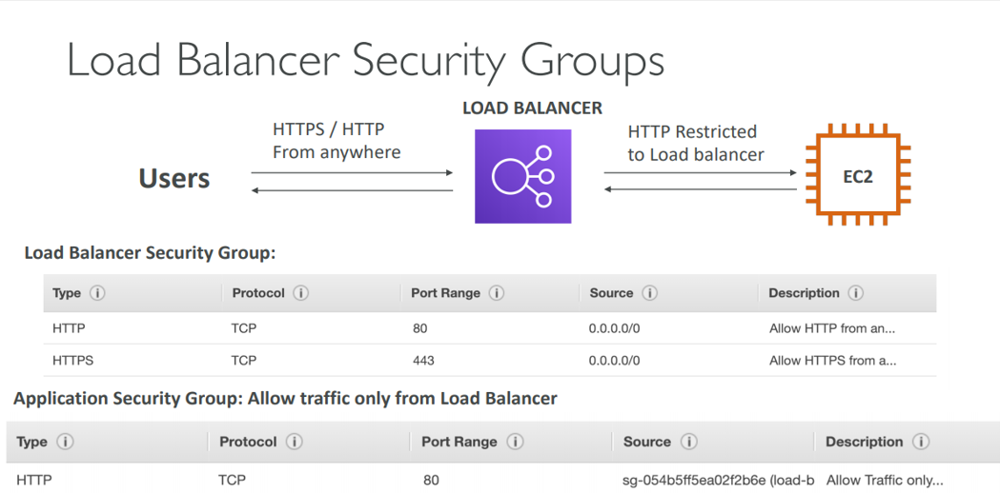 Load Balancer Security Groups
LOAD BALANCER
HTTPS / HTTP
From anywhere
HTTP Restricted
to Load balancer
Users
EC2
Load Balancer Security Group:
Type Protocol Port Range Source Description
HTTP TCP 80 0.0.0.0/0 Allow HTTP from an...
HTTPS TCP 443 0.0.0.0/0 Allow HTTPS from a...
Application Security Group: Allow traffic only from Load Balancer
Type Protocol Port Range Source Description
HTTP TCP 80 sg-054b5ff5ea02f2b6e (load-b Allow Traffic only...